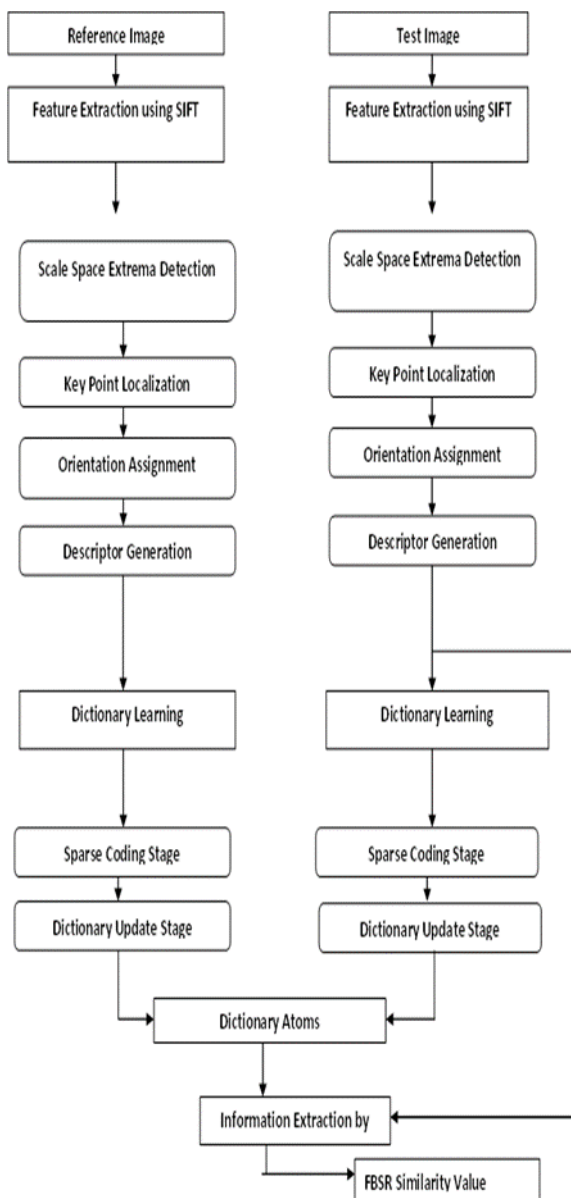 Reference Image
Feature Extraction using SIFT
Scale Space Extrema Detection
Key Point Localization
Orientation Assignment
Descriptor Generation
Dictionary Learning
Sparse Coding Stage
Dictionary Update Stage
Test Image
Feature Extraction using SIFT
Scale Space Extrema Detection
Key Point Localization
Orientation Assignment
Descriptor Generation
Dictionary Learning
Sparse Coding Stage
Dictionary Update Stage
Dictionary Atoms
Information Extraction by
FBSR Similarity Value